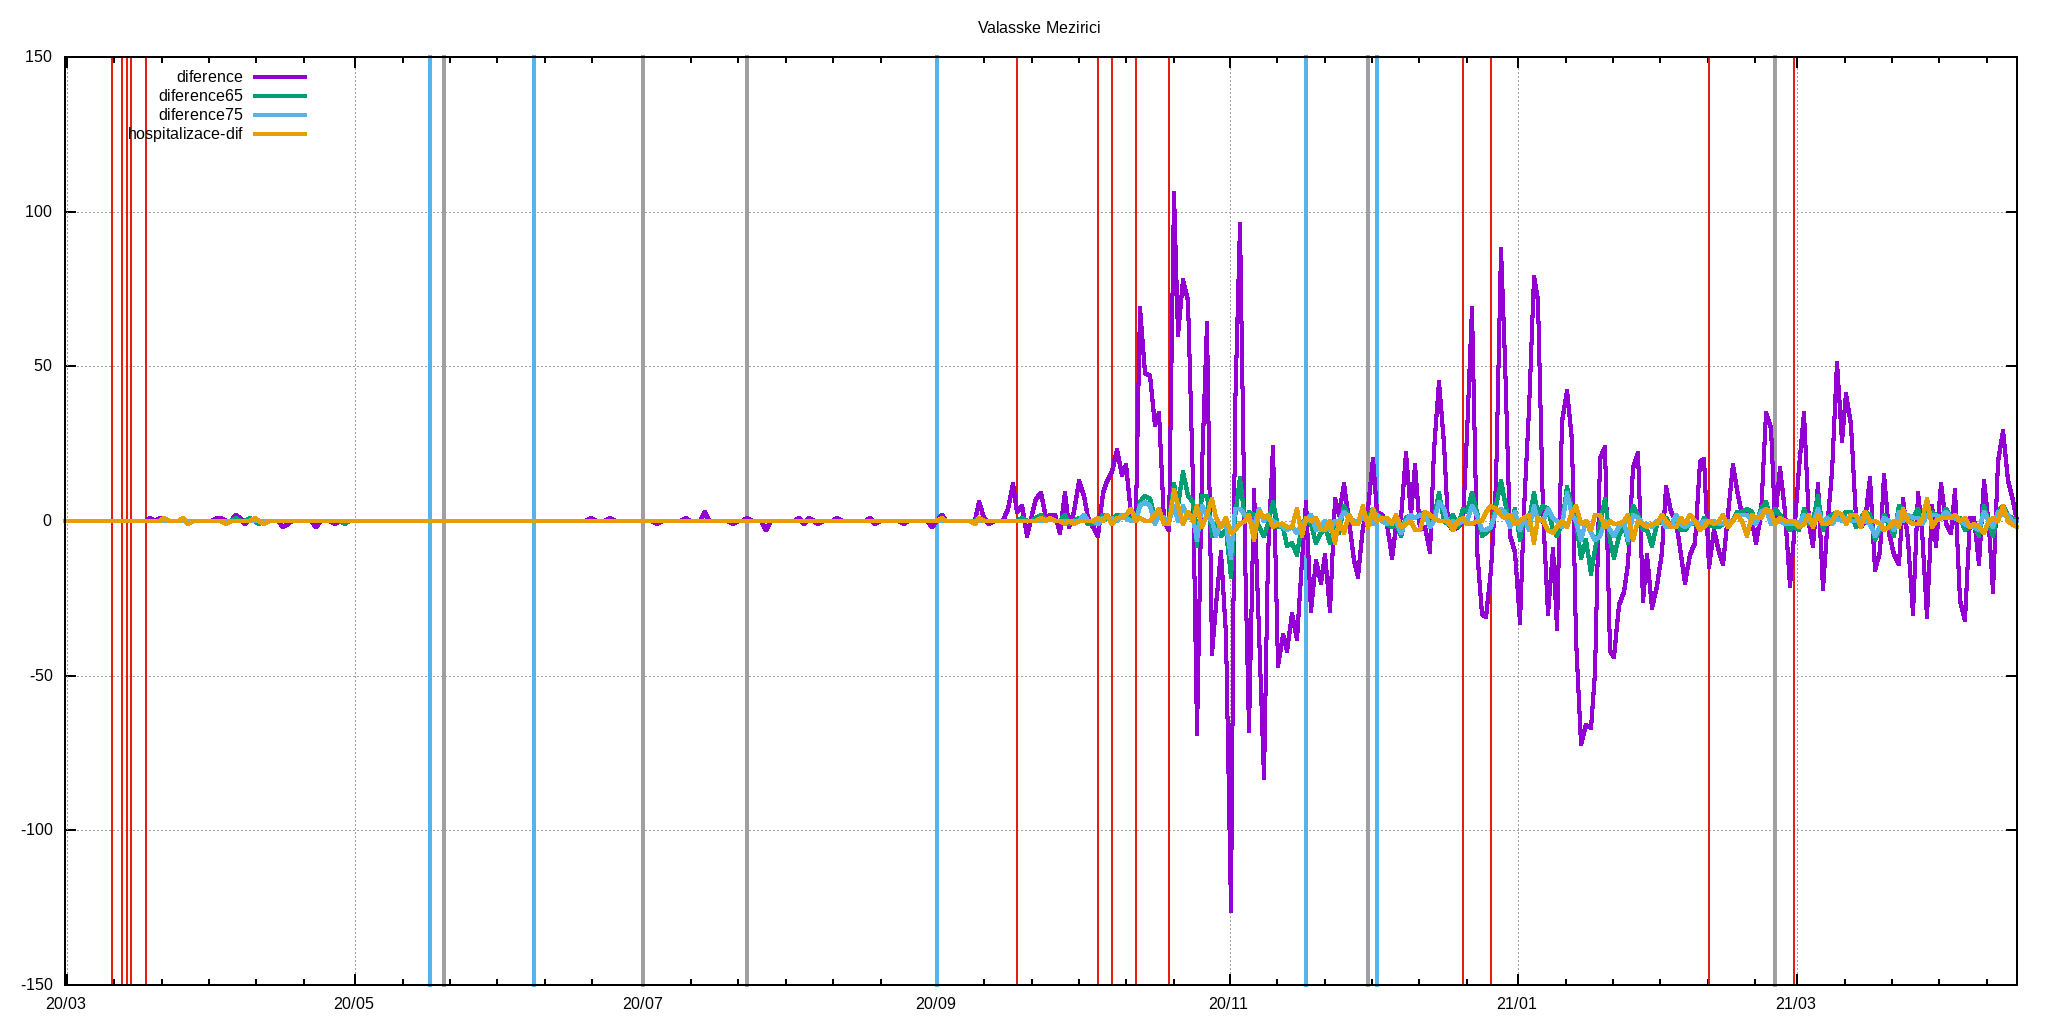 Valasske Mezirici
150
100
50
0
-50
-100
-150
diference
diference65
diference75
hospitalizace-dif
20/03 20/05 20/07 20/09 20/11 21/01 21/03